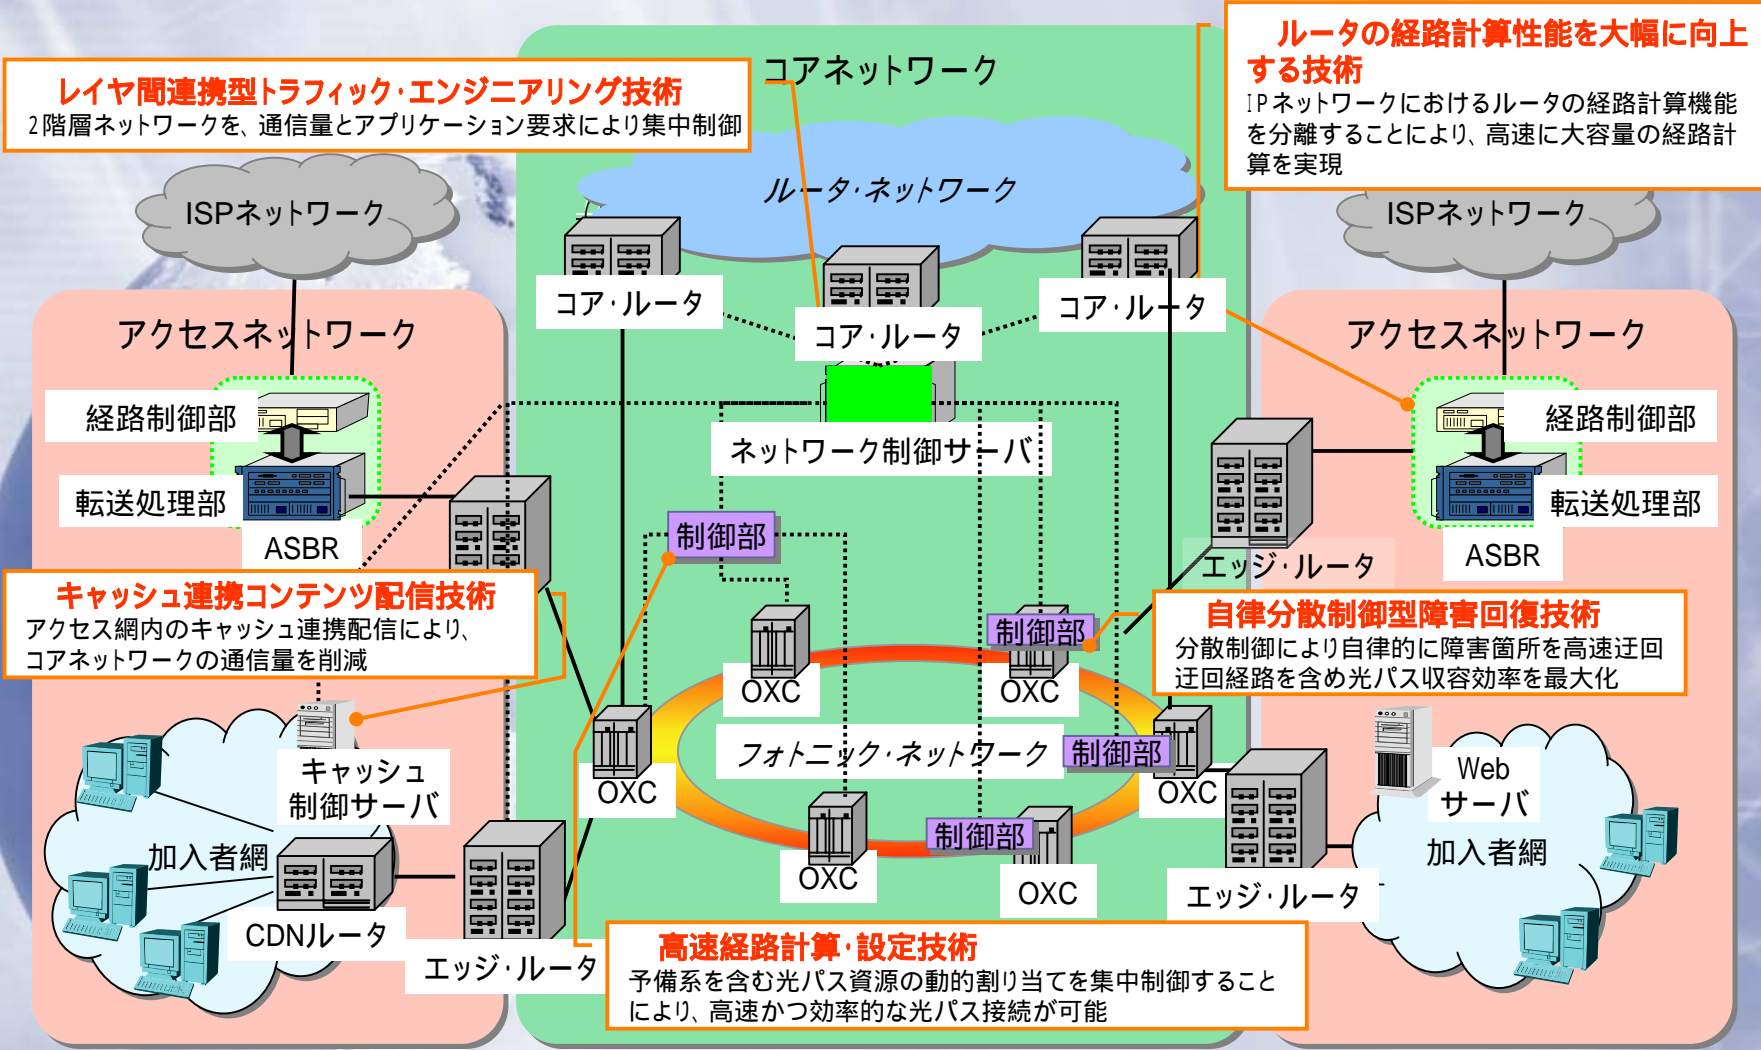 レイヤ間連携型トラフィック･エンジニアリング技術
2階層ネットワークを、通信量とアプリケーション要求により集中制御
コアネットワーク
ルータの経路計算性能を大幅に向上
する技術
IPネットワークにおけるルータの経路計算機能
を分離することにより、高速に大容量の経路計
算を実現
ISPネットワーク
ルータ･ネットワーク
ISPネットワーク
コア･ルータ
コア･ルータ
コア･ルータ
アクセスネットワーク
アクセスネットワーク
経路制御部
転送処理部
ASBR
ネットワーク制御サーバ
経路制御部
転送処理部
ASBR
制御部
エッジ･ルータ
キャッシュ連携コンテンツ配信技術
アクセス網内のキャッシュ連携配信により、
コアネットワークの通信量を削減
制御部
自律分散制御型障害回復技術
分散制御により自律的に障害箇所を高速迂回
迂回経路を含め光パス収容効率を最大化
OXC
OXC
フォトニック･ネットワーク
制御部
OXC
OXC
キャッシュ
制御サーバ
Web
サーバ
制御部
加入者網
加入者網
OXC
OXC
エッジ･ルータ
CDNルータ
エッジ･ルータ
高速経路計算･設定技術
予備系を含む光パス資源の動的割り当てを集中制御すること
により、高速かつ効率的な光パス接続が可能